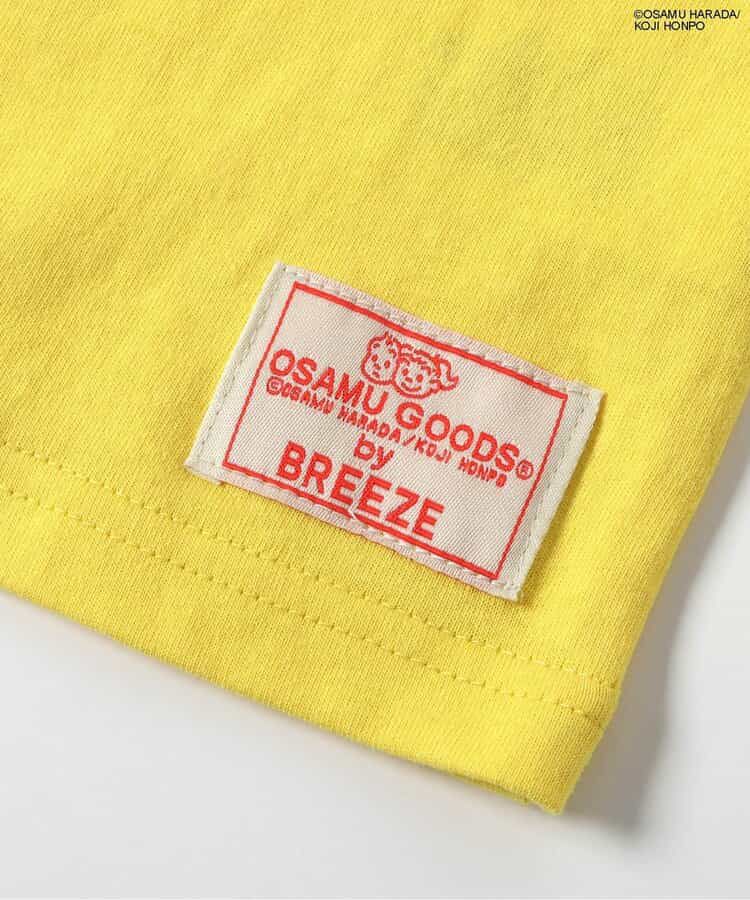 ©OSAMU HARADA/
KOJI HONPO
OSAMU GOODS®
©OSAMU HARADA/KOJI HONPO
by
BREEZE